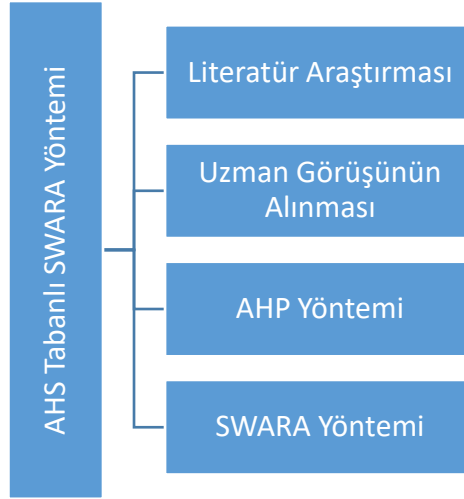 AHS Tabanlı SWARA Yöntemi
Literatür Araştırması
Uzman Görüşünün
Alınması
AHP Yöntemi
SWARA Yöntemi